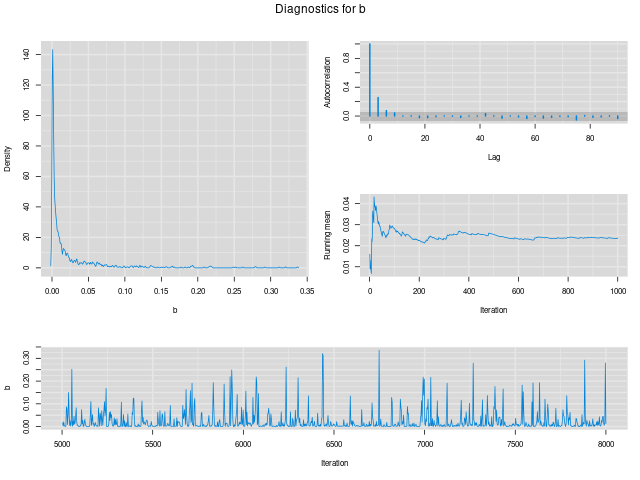 Diagnostics for b
Density
0 20 40 60 80 100 120 140
0.00 0.05 0.10 0.15 0.20 0.25 0.30 0.35
b
Autocorrelation
0.0 0.4 0.8
0 20 40 60 80
Lag
Running mean
0.01 0.02 0.03 0.04
0 200 400 600 800 1000
Iteration
b
0.00 0.10 0.20 0.30
5000 5500 6000 6500 7000 7500 8000
Iteration